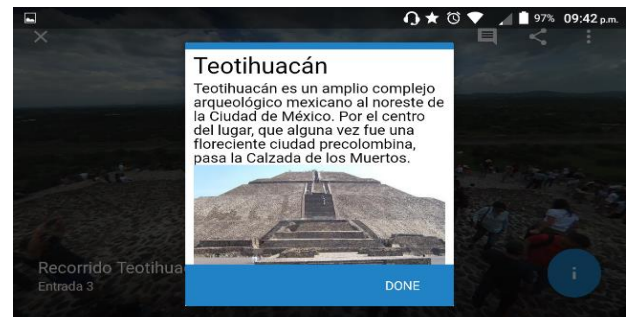 97% 09:42 p.m.
Teotihuacán
Teotihuacán es un amplio complejo
arqueológico mexicano al noreste de
la Ciudad de México. Por el centro
del lugar, que alguna vez fue una
floreciente ciudad precolombina,
pasa la Calzada de los Muertos.
Recorrido Teotihua
Entrada 3
DONE